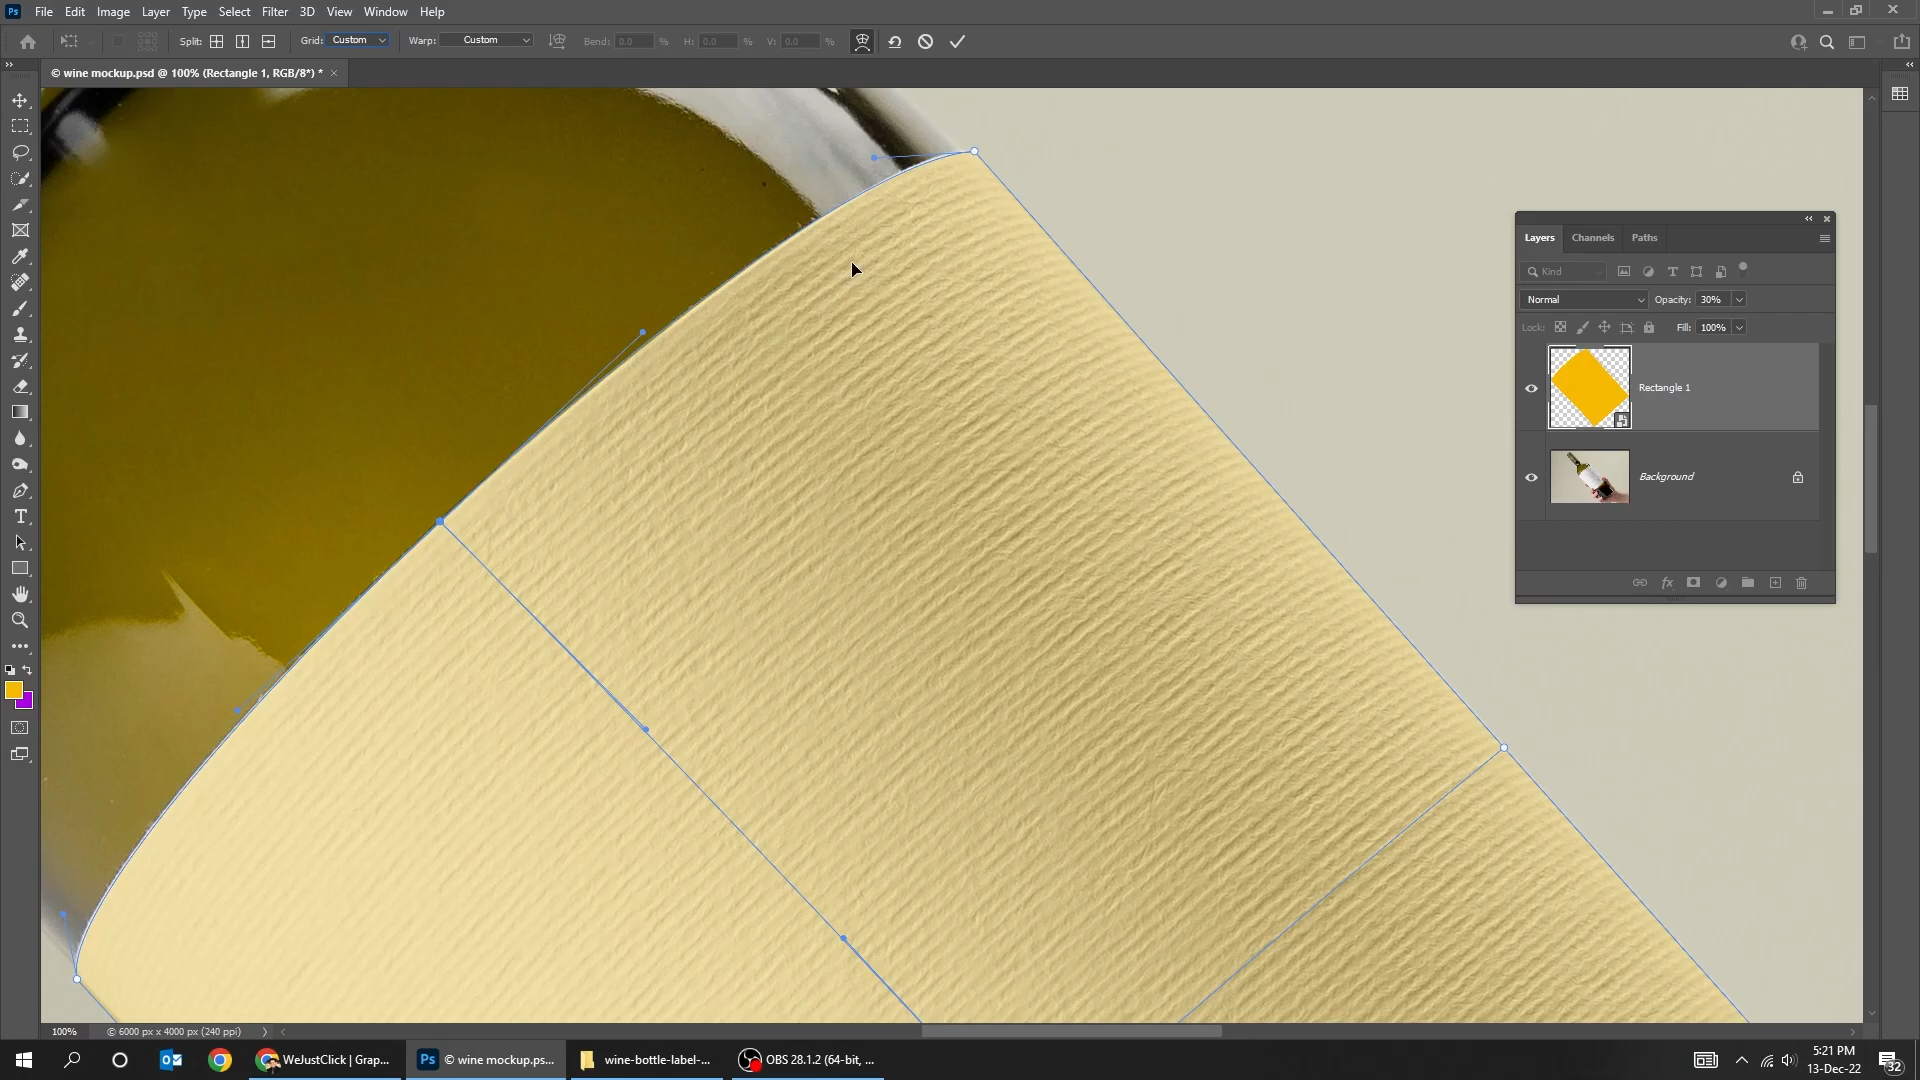 Ps File Edit Image Layer Type Select Filter 3D View Window Help
Split: Grid: Custom Warp: Custom Bend: 0.0 % H: 0.0 % V: 0.0 %
© wine mockup.psd @ 100% (Rectangle 1, RGB/8*) *
Layers Channels Paths
Kind
Normal Opacity: 30%
Lock: Fill: 100%
Rectangle 1
Background
100% © 6000 px x 4000 px (240 ppi)
WeJustClick | Grap...
Ps © wine mockup.ps...
wine-bottle-label-...
OBS 28.1.2 (64-bit, ...
5:21 PM
13-Dec-22
32